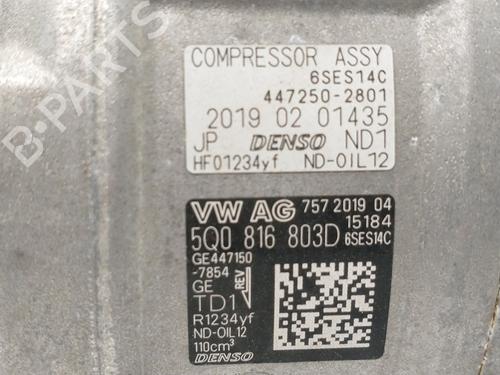 COMPRESSOR ASSY
6SES14C
447250-2801
2019 02 01435
JP DENSO ND1
HF01234yf ND-OIL12
VW AG 757 2019 04
15184
5Q0 816 803D 6SES14C
GE447150
-7854
GE
REV
TD1
R1234yf
ND-OIL12
110cm³
DENSO
B-PARTS